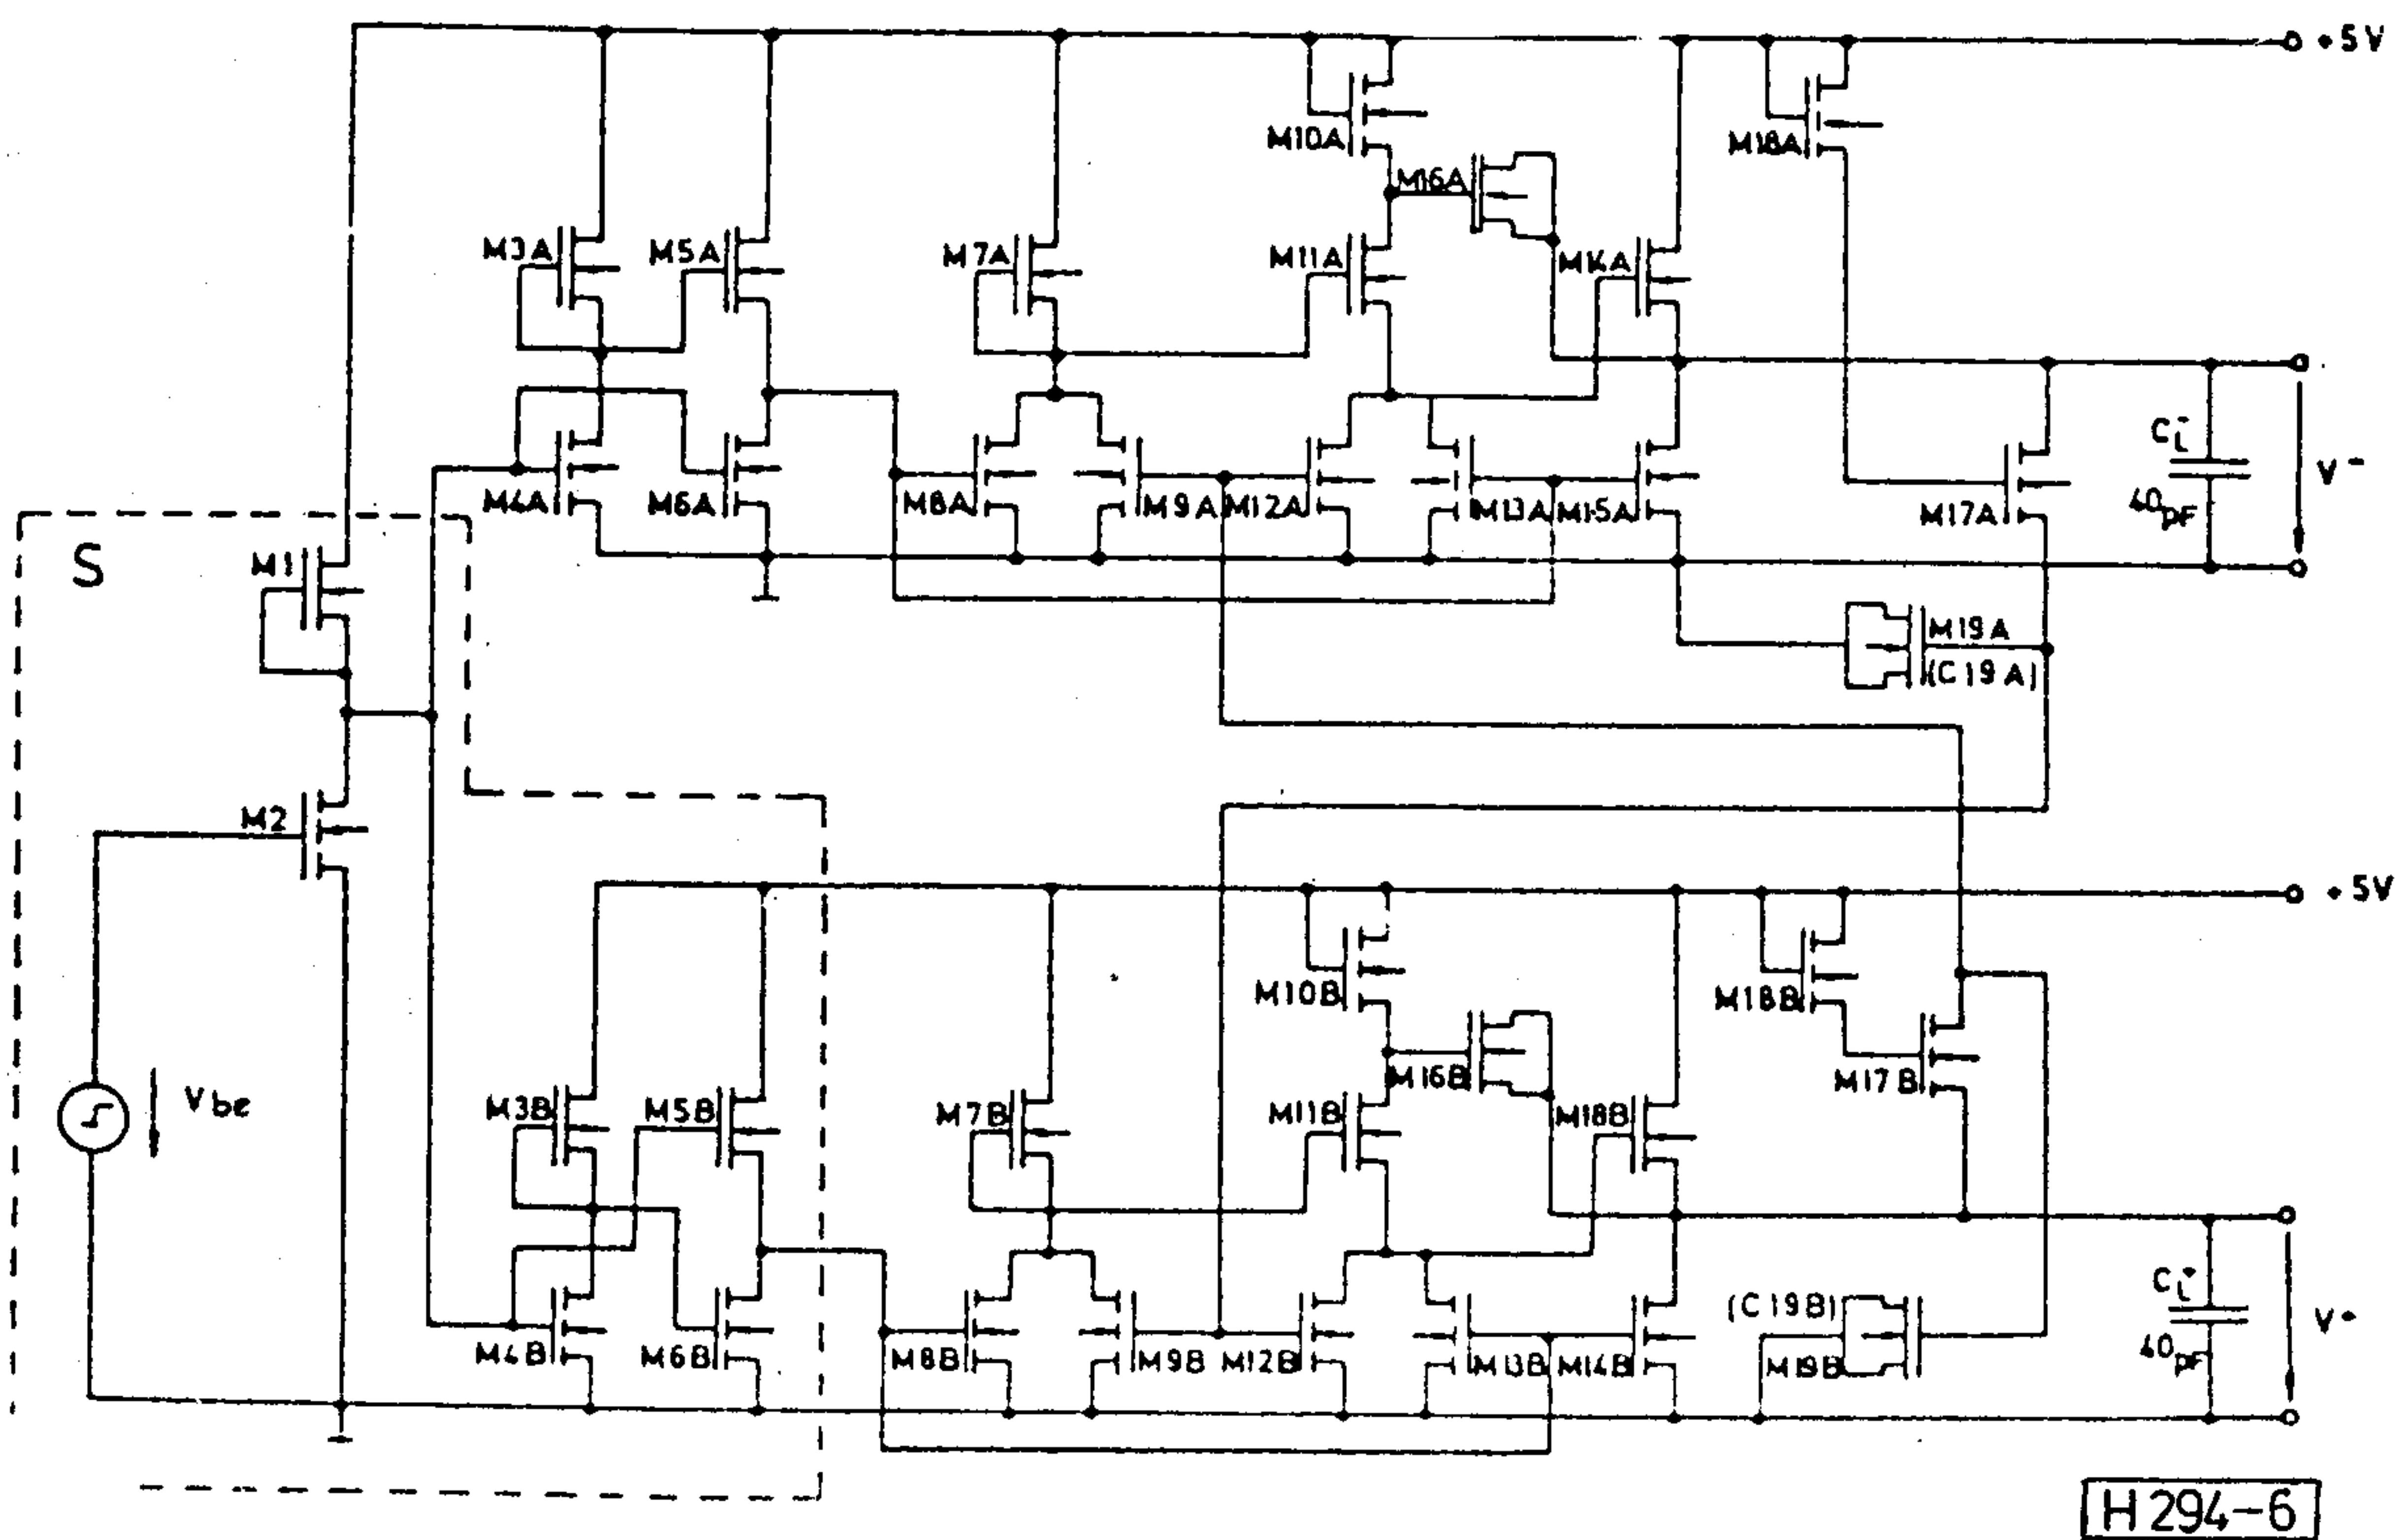 +5V
M10A
M18A
M16A
M3A
M5A
M7A
M11A
M14A
CL-
40pF
V-
M4A
M6A
M8A
M9A
M12A
M13A
M15A
M17A
S
M1
M19A
(C19A)
M2
+5V
M10B
M18B
M16B
M17B
Vbe
M3B
M5B
M7B
M11B
M18B
(C19B)
CL+
40pF
V+
M4B
M6B
M8B
M9B
M12B
M13B
M14B
M19B
H294-6